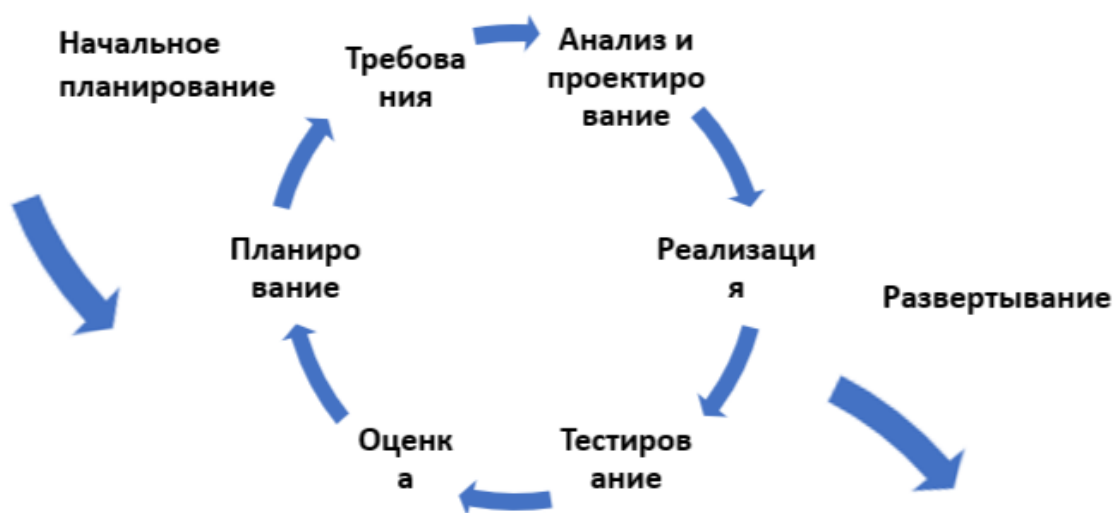 Начальное
планирование
Требова
ния
Анализ и
проектиро
вание
Планиро
вание
Реализаци
я
Развертывание
Оценк
а
Тестиров
ание